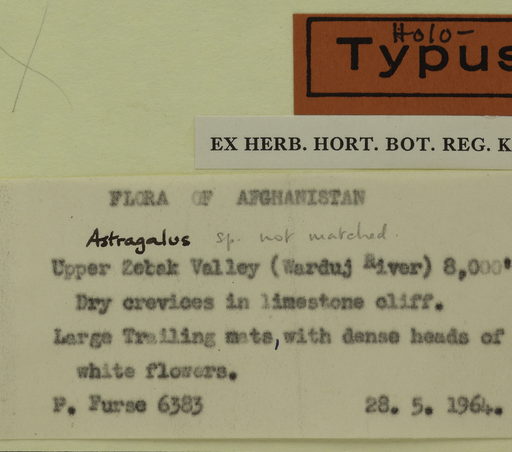 Holo-
Typus
EX HERB. HORT. BOT. REG. K
FLORA OF AFGHANISTAN
Astragalus sp. not matched.
Upper Zebak Valley (Warduj River) 8,000'
Dry crevices in limestone cliff.
Large Trailing mats, with dense heads of
white flowers.
P. Furse 6383 28. 5. 1964.